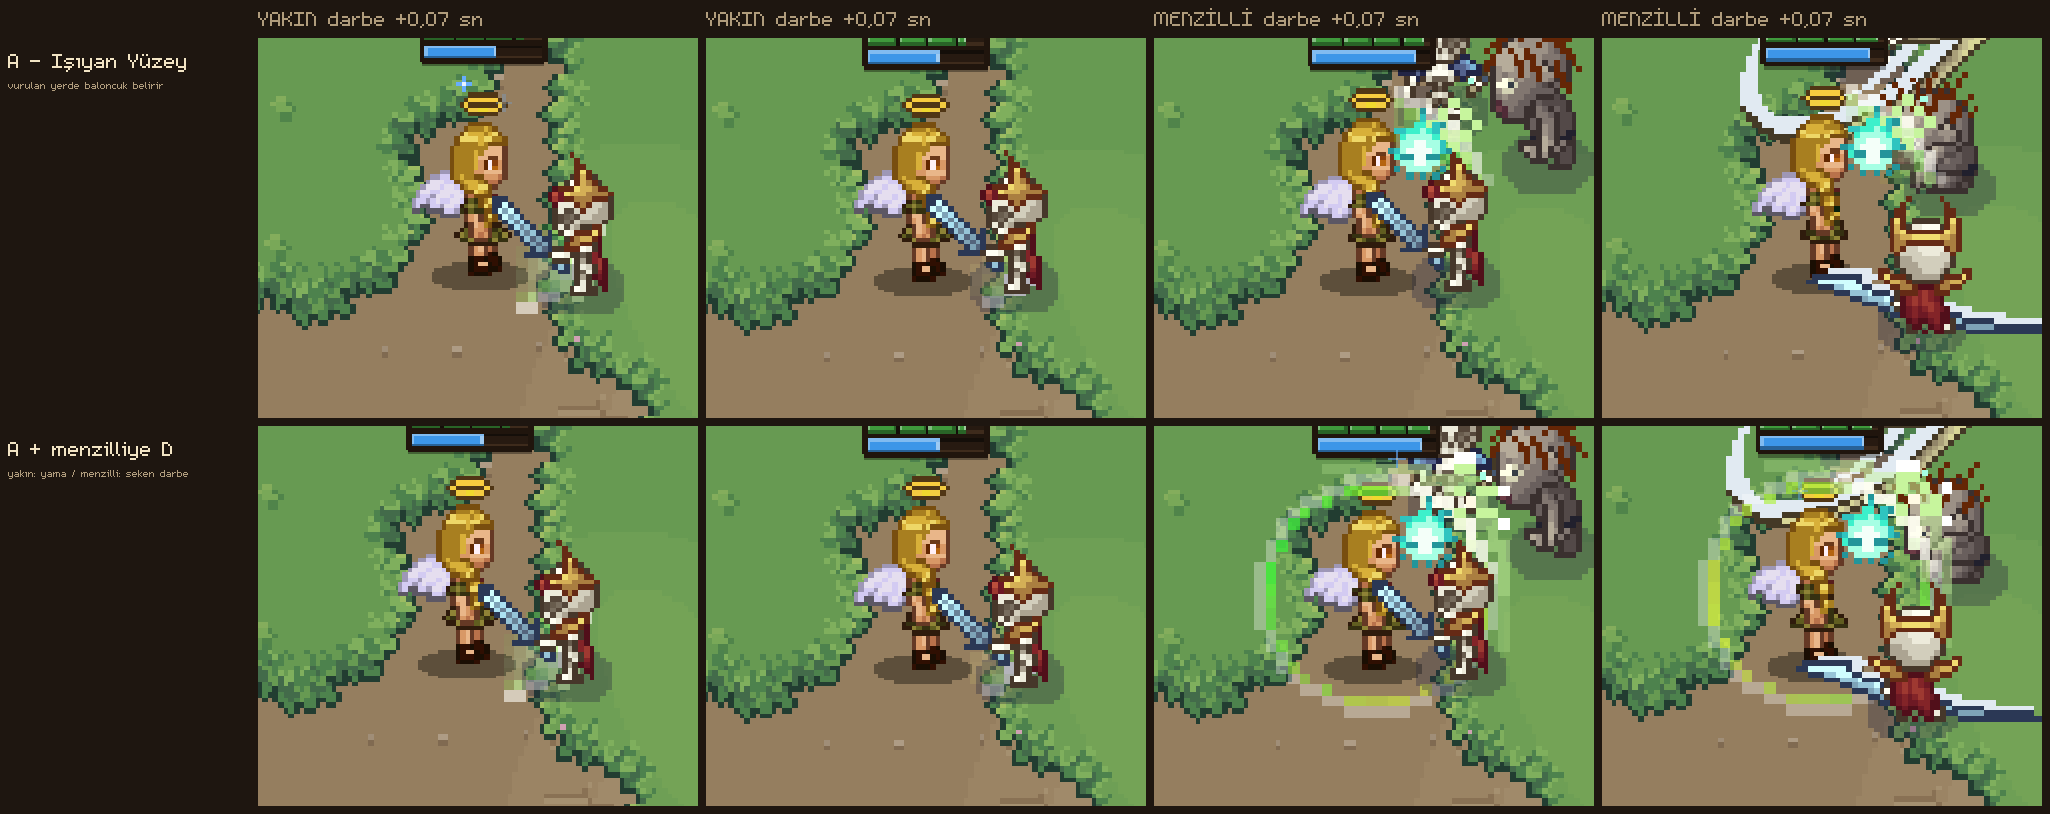 YAKIN darbe +0,07 sn
YAKIN darbe +0,07 sn
MENZİLLİ darbe +0,07 sn
MENZİLLİ darbe +0,07 sn
A - Işıyan Yüzey
vurulan yerde baloncuk belirir
A + menzilliye D
yakın: yama / menzilli: seken darbe